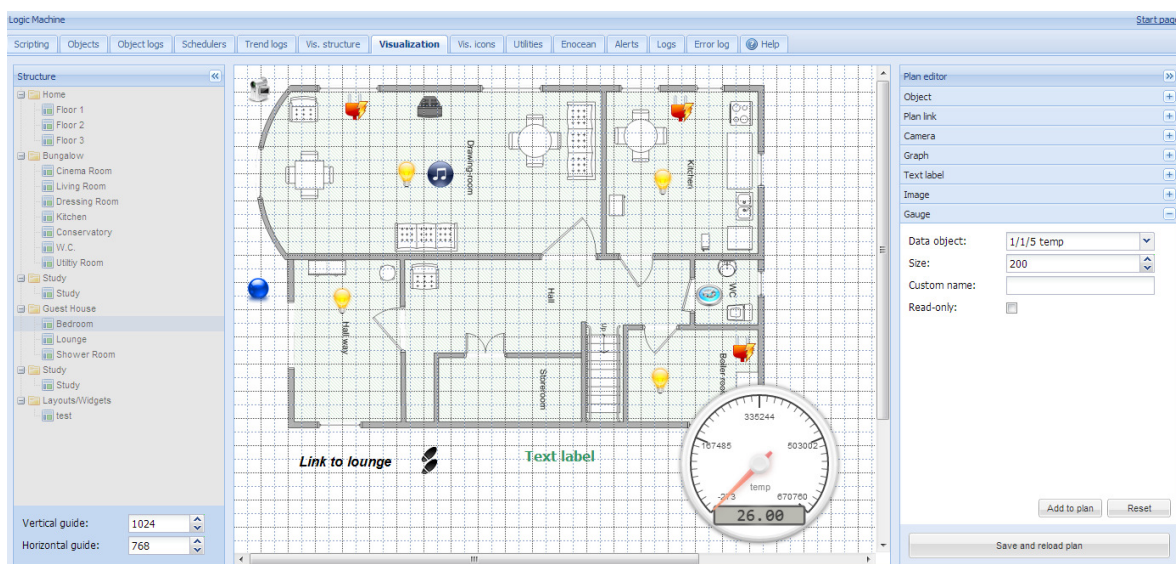 Logic Machine
Start page
Scripting Objects Object logs Schedulers Trend logs Vis. structure Visualization Vis. icons Utilities Enocean Alerts Logs Error log Help
Structure
Home
Floor 1
Floor 2
Floor 3
Bungalow
Cinema Room
Living Room
Dressing Room
Kitchen
Conservatory
W.C.
Utitiy Room
Study
Study
Guest House
Bedroom
Lounge
Shower Room
Study
Study
Layouts/Widgets
test
Vertical guide: 1024
Horizontal guide: 768
Drawing-room
Kitchen
Hall
WC
Hall way
Up
Storeroom
Boiler room
Link to lounge
Text label
335244
167485
503002
temp
-273
670760
26.00
Plan editor
Object
Plan link
Camera
Graph
Text label
Image
Gauge
Data object: 1/1/5 temp
Size: 200
Custom name:
Read-only:
Add to plan Reset
Save and reload plan